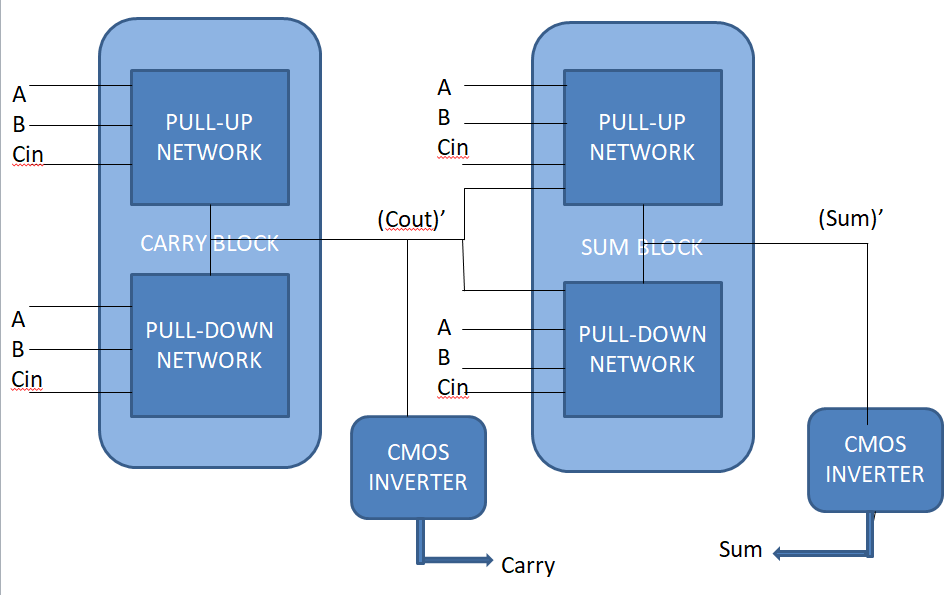 A
B
Cin
PULL-UP
NETWORK
CARRY BLOCK
A
B
Cin
PULL-DOWN
NETWORK
(Cout)’
CMOS
INVERTER
Carry
A
B
Cin
PULL-UP
NETWORK
SUM BLOCK
A
B
Cin
PULL-DOWN
NETWORK
(Sum)’
CMOS
INVERTER
Sum